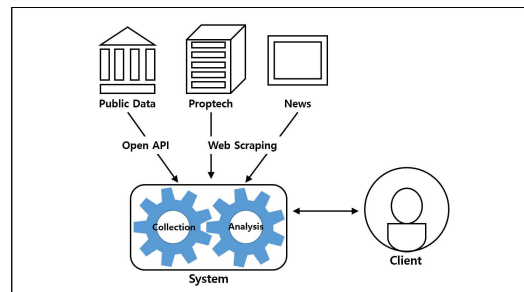 Public Data
Proptech
News
Open API
Web Scraping
Collection
Analysis
System
Client